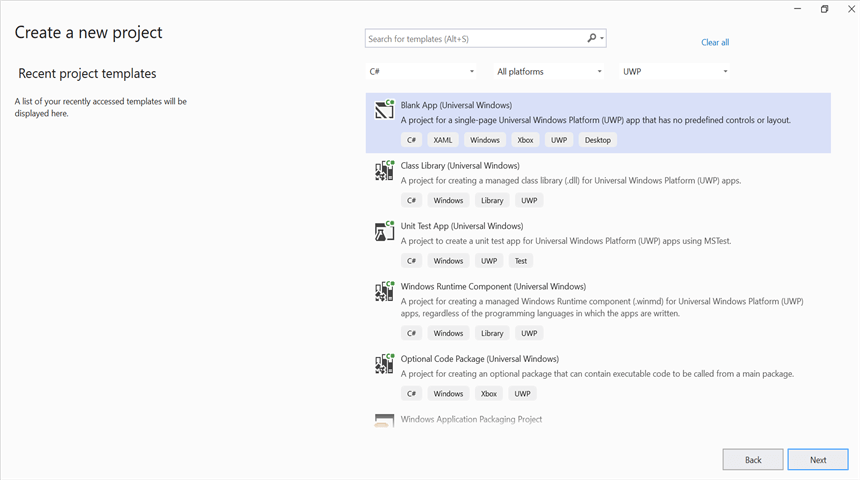 Create a new project
Recent project templates
A list of your recently accessed templates will be
displayed here.
Search for templates (Alt+S)
Clear all
C# All platforms UWP
Blank App (Universal Windows)
A project for a single-page Universal Windows Platform (UWP) app that has no predefined controls or layout.
C# XAML Windows Xbox UWP Desktop
Class Library (Universal Windows)
A project for creating a managed class library (.dll) for Universal Windows Platform (UWP) apps.
C# Windows Library UWP
Unit Test App (Universal Windows)
A project to create a unit test app for Universal Windows Platform (UWP) apps using MSTest.
C# Windows UWP Test
Windows Runtime Component (Universal Windows)
A project for creating a managed Windows Runtime component (.winmd) for Universal Windows Platform (UWP)
apps, regardless of the programming languages in which the apps are written.
C# Windows Library UWP
Optional Code Package (Universal Windows)
A project for creating an optional package that can contain executable code to be called from a main package.
C# Windows Xbox UWP
Windows Application Packaging Project
Back Next